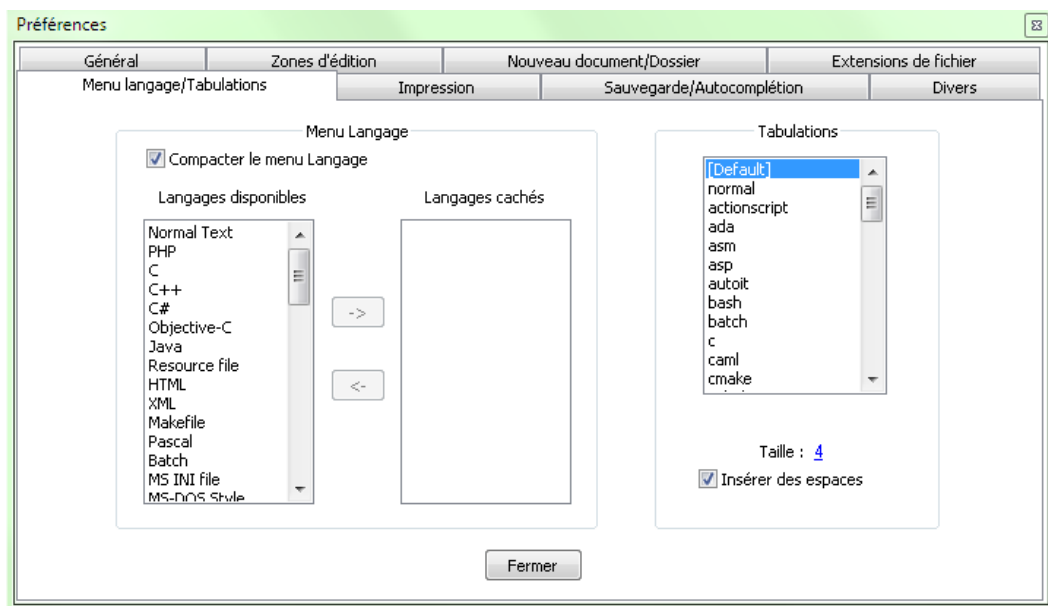 Préférences
Général
Zones d'édition
Nouveau document/Dossier
Extensions de fichier
Menu langage/Tabulations
Impression
Sauvegarde/Autocomplétion
Divers
Menu Langage
Compacter le menu Langage
Langages disponibles
Normal Text
PHP
C
C++
C#
Objective-C
Java
Resource file
HTML
XML
Makefile
Pascal
Batch
MS INI file
MS-DOS Style
->
<-
Langages cachés
Tabulations
[Default]
normal
actionscript
ada
asm
asp
autoit
bash
batch
c
caml
cmake
Taille : 4
Insérer des espaces
Fermer